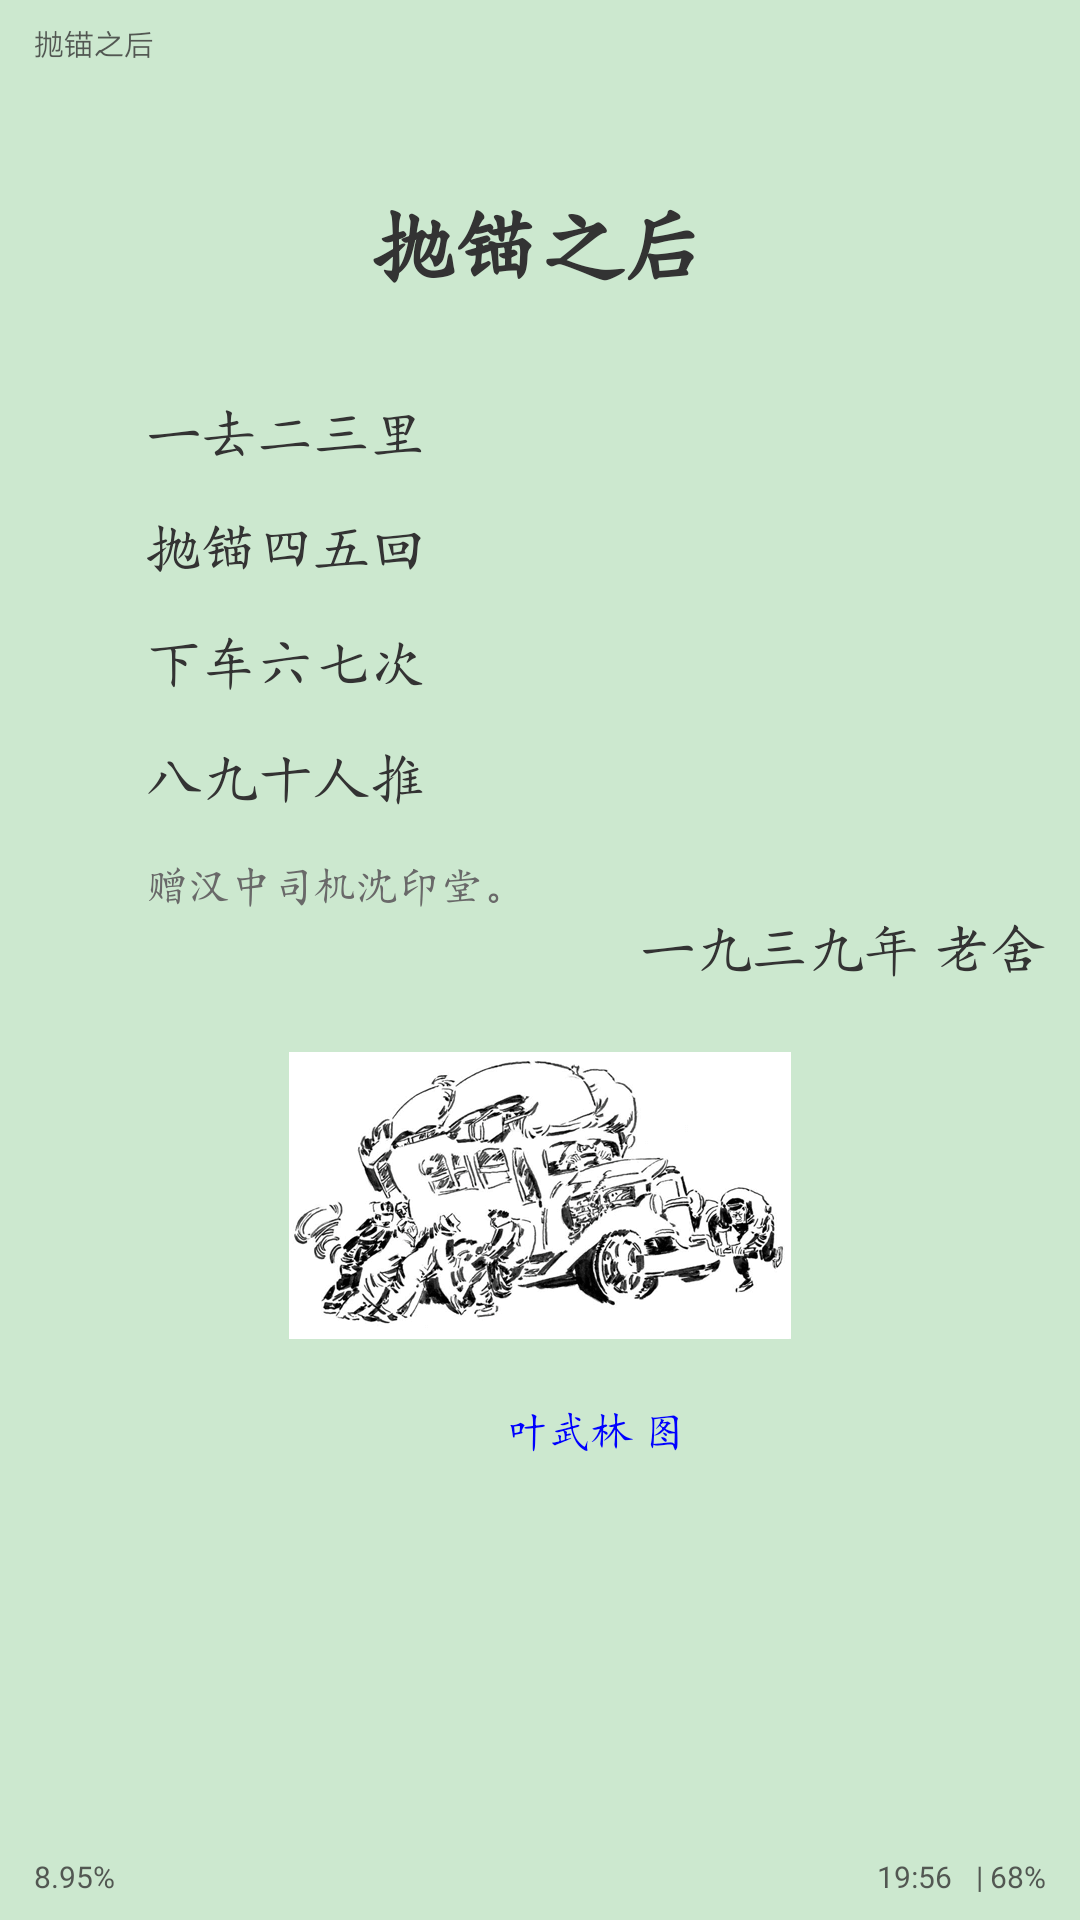 抛锚之后
抛锚之后
一去二三里
抛锚四五回
下车六七次
八九十人推
赠汉中司机沈印堂。
一九三九年 老舍
叶武林 图
8.95%
19:56 | 68%